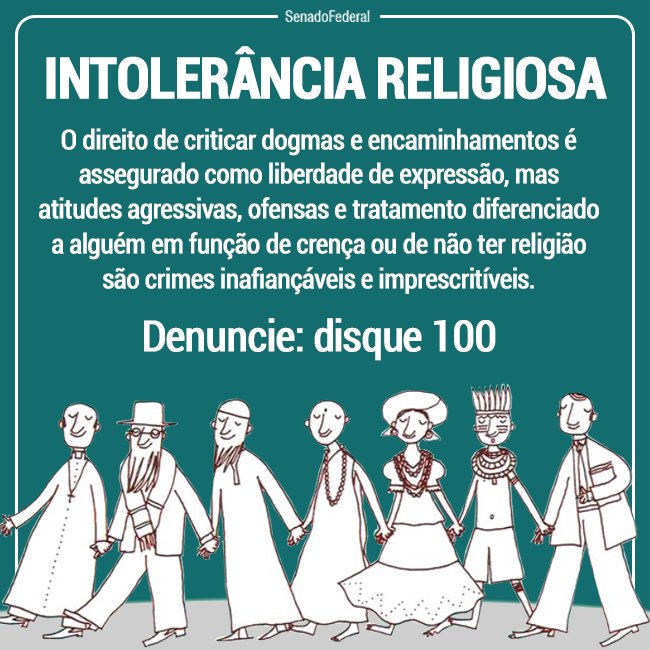 SenadoFederal
INTOLERÂNCIA RELIGIOSA
O direito de criticar dogmas e encaminhamentos é
assegurado como liberdade de expressão, mas
atitudes agressivas, ofensas e tratamento diferenciado
a alguém em função de crença ou de não ter religião
são crimes inafiançáveis e imprescritíveis.
Denuncie: disque 100